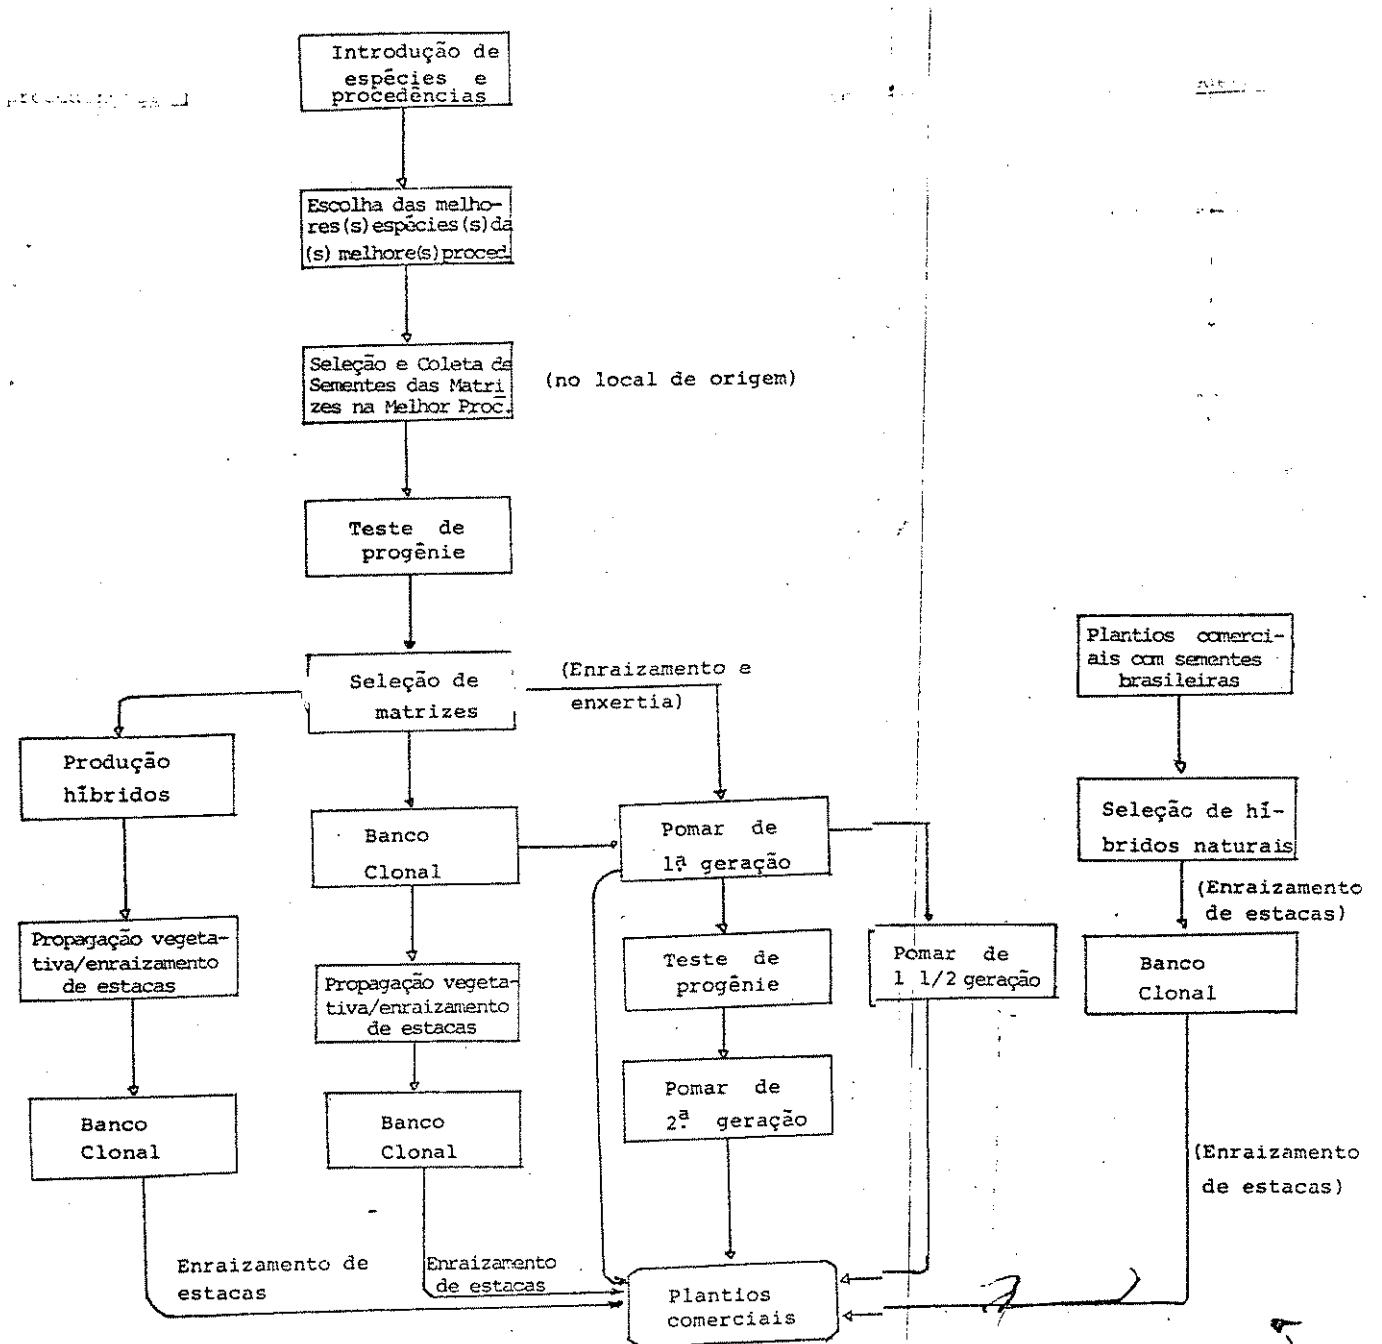 Introdução de
espécies e
procedências
Escolha das melho-
res(s)espécies(s)da
(s) melhore(s)proced.
Seleção e Coleta de
Sementes das Matri
zes na Melhor Proc.
(no local de origem)
Teste de
progênie
Seleção de
matrizes
(Enraizamento e
enxertia)
Plantios comerci-
ais com sementes
brasileiras
Produção
híbridos
Banco
Clonal
Pomar de
1ª geração
Seleção de hí-
bridos naturais
(Enraizamento
de estacas)
Propagação vegeta-
tiva/enraizamento
de estacas
Propagação vegeta-
tiva/enraizamento
de estacas
Teste de
progênie
Pomar de
1 1/2 geração
Banco
Clonal
Banco
Clonal
Banco
Clonal
Pomar de
2ª geração
(Enraizamento
de estacas)
Enraizamento de
estacas
Enraizamento
de estacas
Plantios
comerciais